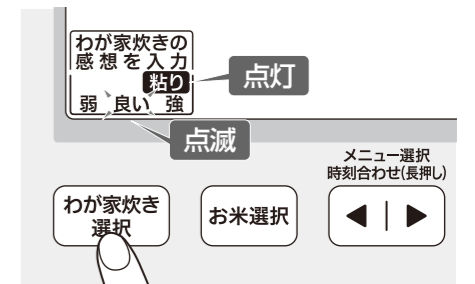 わが家炊きの
感想を入力
粘り
点灯
弱 良い 強
点滅
メニュー選択
時刻合わせ(長押し)
わが家炊き
選択
お米選択
◀ | ▶